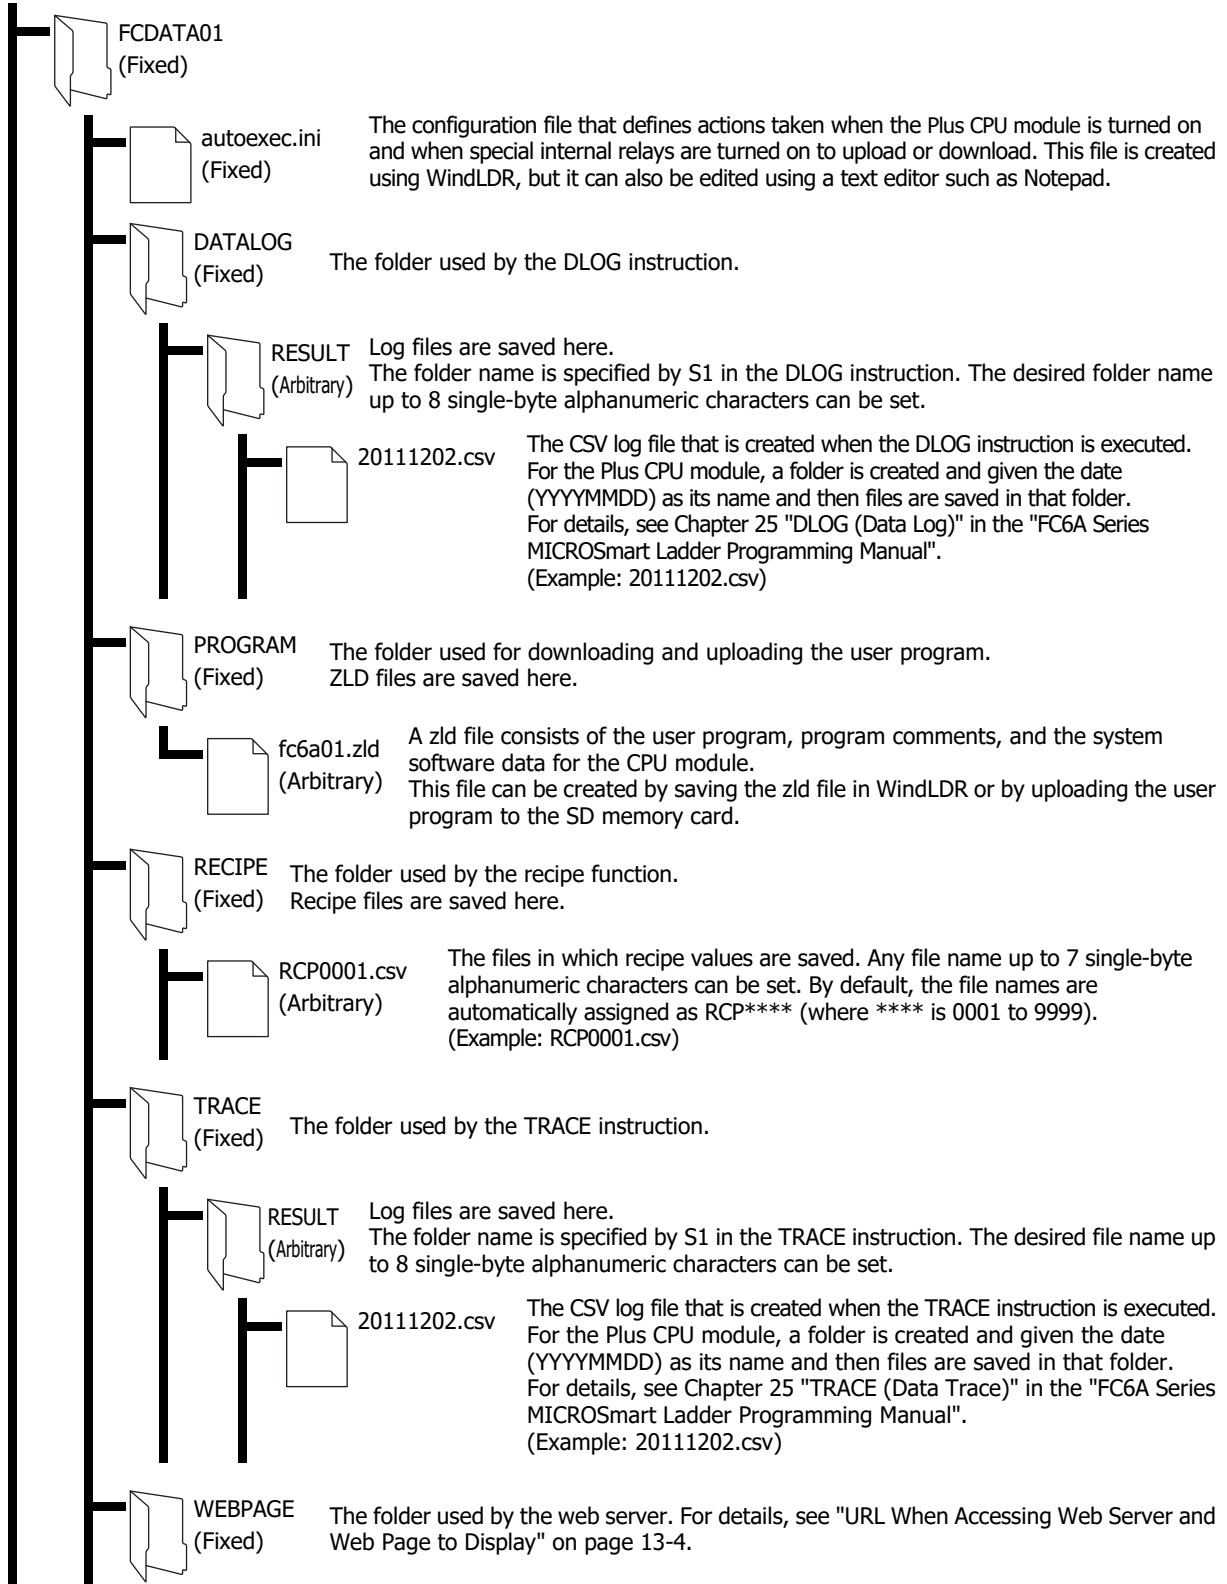 FCDATA01
(Fixed)
autoexec.ini
(Fixed)
The configuration file that defines actions taken when the Plus CPU module is turned on
and when special internal relays are turned on to upload or download. This file is created
using WindLDR, but it can also be edited using a text editor such as Notepad.
DATALOG
(Fixed)
The folder used by the DLOG instruction.
RESULT
(Arbitrary)
Log files are saved here.
The folder name is specified by S1 in the DLOG instruction. The desired folder name
up to 8 single-byte alphanumeric characters can be set.
20111202.csv
The CSV log file that is created when the DLOG instruction is executed.
For the Plus CPU module, a folder is created and given the date
(YYYYMMDD) as its name and then files are saved in that folder.
For details, see Chapter 25 "DLOG (Data Log)" in the "FC6A Series
MICROSmart Ladder Programming Manual".
(Example: 20111202.csv)
PROGRAM
(Fixed)
The folder used for downloading and uploading the user program.
ZLD files are saved here.
fc6a01.zld
(Arbitrary)
A zld file consists of the user program, program comments, and the system
software data for the CPU module.
This file can be created by saving the zld file in WindLDR or by uploading the user
program to the SD memory card.
RECIPE
(Fixed)
The folder used by the recipe function.
Recipe files are saved here.
RCP0001.csv
(Arbitrary)
The files in which recipe values are saved. Any file name up to 7 single-byte
alphanumeric characters can be set. By default, the file names are
automatically assigned as RCP**** (where **** is 0001 to 9999).
(Example: RCP0001.csv)
TRACE
(Fixed)
The folder used by the TRACE instruction.
RESULT
(Arbitrary)
Log files are saved here.
The folder name is specified by S1 in the TRACE instruction. The desired file name up
to 8 single-byte alphanumeric characters can be set.
20111202.csv
The CSV log file that is created when the TRACE instruction is executed.
For the Plus CPU module, a folder is created and given the date
(YYYYMMDD) as its name and then files are saved in that folder.
For details, see Chapter 25 "TRACE (Data Trace)" in the "FC6A Series
MICROSmart Ladder Programming Manual".
(Example: 20111202.csv)
WEBPAGE
(Fixed)
The folder used by the web server. For details, see "URL When Accessing Web Server and
Web Page to Display" on page 13-4.